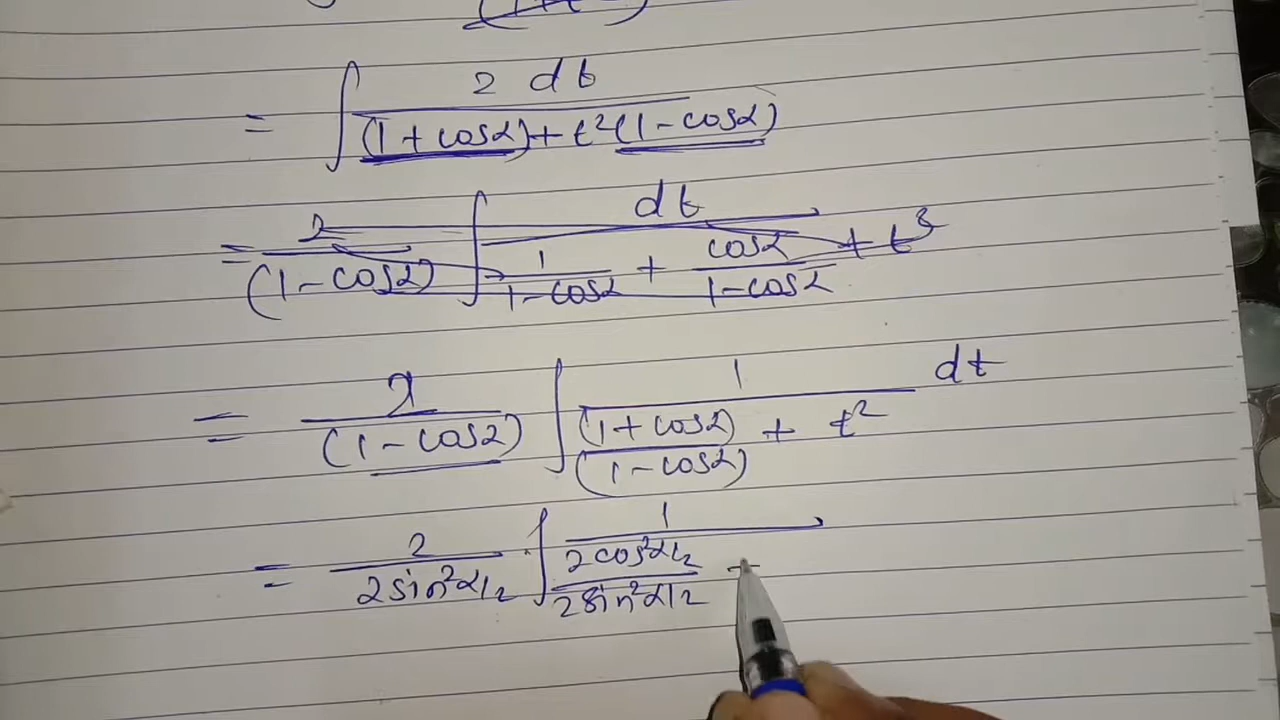 = ∫ 2 dt / (1 + cosα) + t²(1 - cosα)
= 2 / (1 - cosα) ∫ dt / 1 / 1 - cosα + cosα / 1 - cosα + t²
= 2 / (1 - cosα) ∫ 1 / (1 + cosα) / (1 - cosα) + t² dt
= 2 / 2sin²α/2 · ∫ 1 / 2cos²α/2 / 2sin²α/2 +